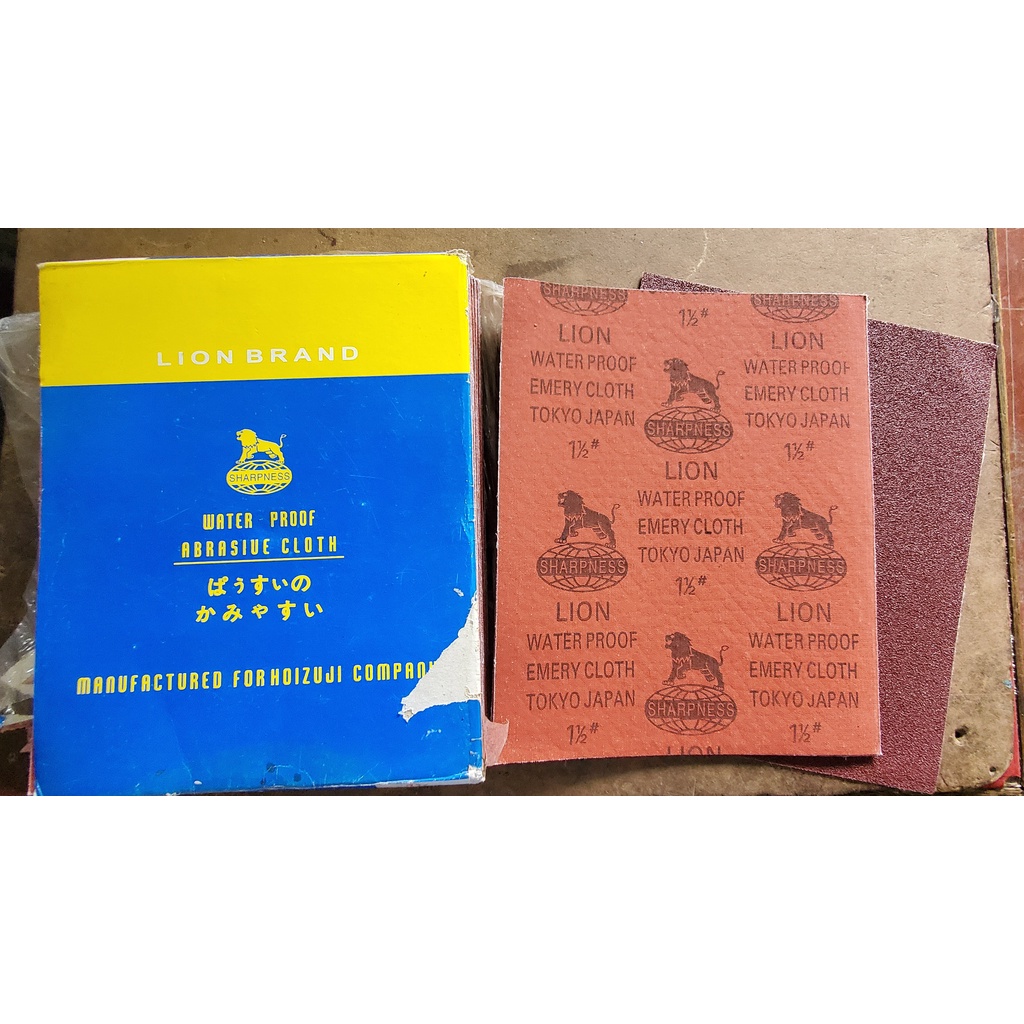 LION BRAND
SHARPNESS
WATER - PROOF
ABRASIVE CLOTH
ぱぅすぃの
かみやすい
MANUFACTURED FOR HOIZUJI COMPAN
SHARPNESS
1½#
SHARPNESS
LION
WATER PROOF
EMERY CLOTH
TOKYO JAPAN
1½#
SHARPNESS
LION
WATER PROOF
EMERY CLOTH
TOKYO JAPAN
1½#
LION
WATER PROOF
EMERY CLOTH
TOKYO JAPAN
1½#
SHARPNESS
SHARPNESS
LION
WATER PROOF
EMERY CLOTH
TOKYO JAPAN
1½#
SHARPNESS
LION
WATER PROOF
EMERY CLOTH
TOKYO JAPAN
1½#
LION